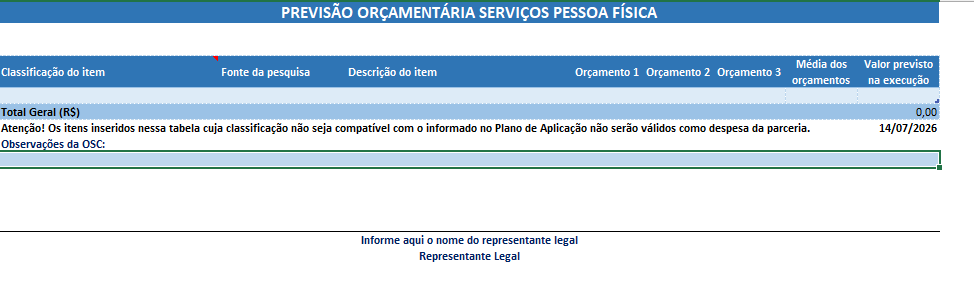 PREVISÃO ORÇAMENTÁRIA SERVIÇOS PESSOA FÍSICA
Classificação do item Fonte da pesquisa Descrição do item Orçamento 1 Orçamento 2 Orçamento 3 Média dos orçamentos Valor previsto na execução
Total Geral (R$) 0,00
Atenção! Os itens inseridos nessa tabela cuja classificação não seja compatível com o informado no Plano de Aplicação não serão válidos como despesa da parceria. 14/07/2026
Observações da OSC:
Informe aqui o nome do representante legal
Representante Legal